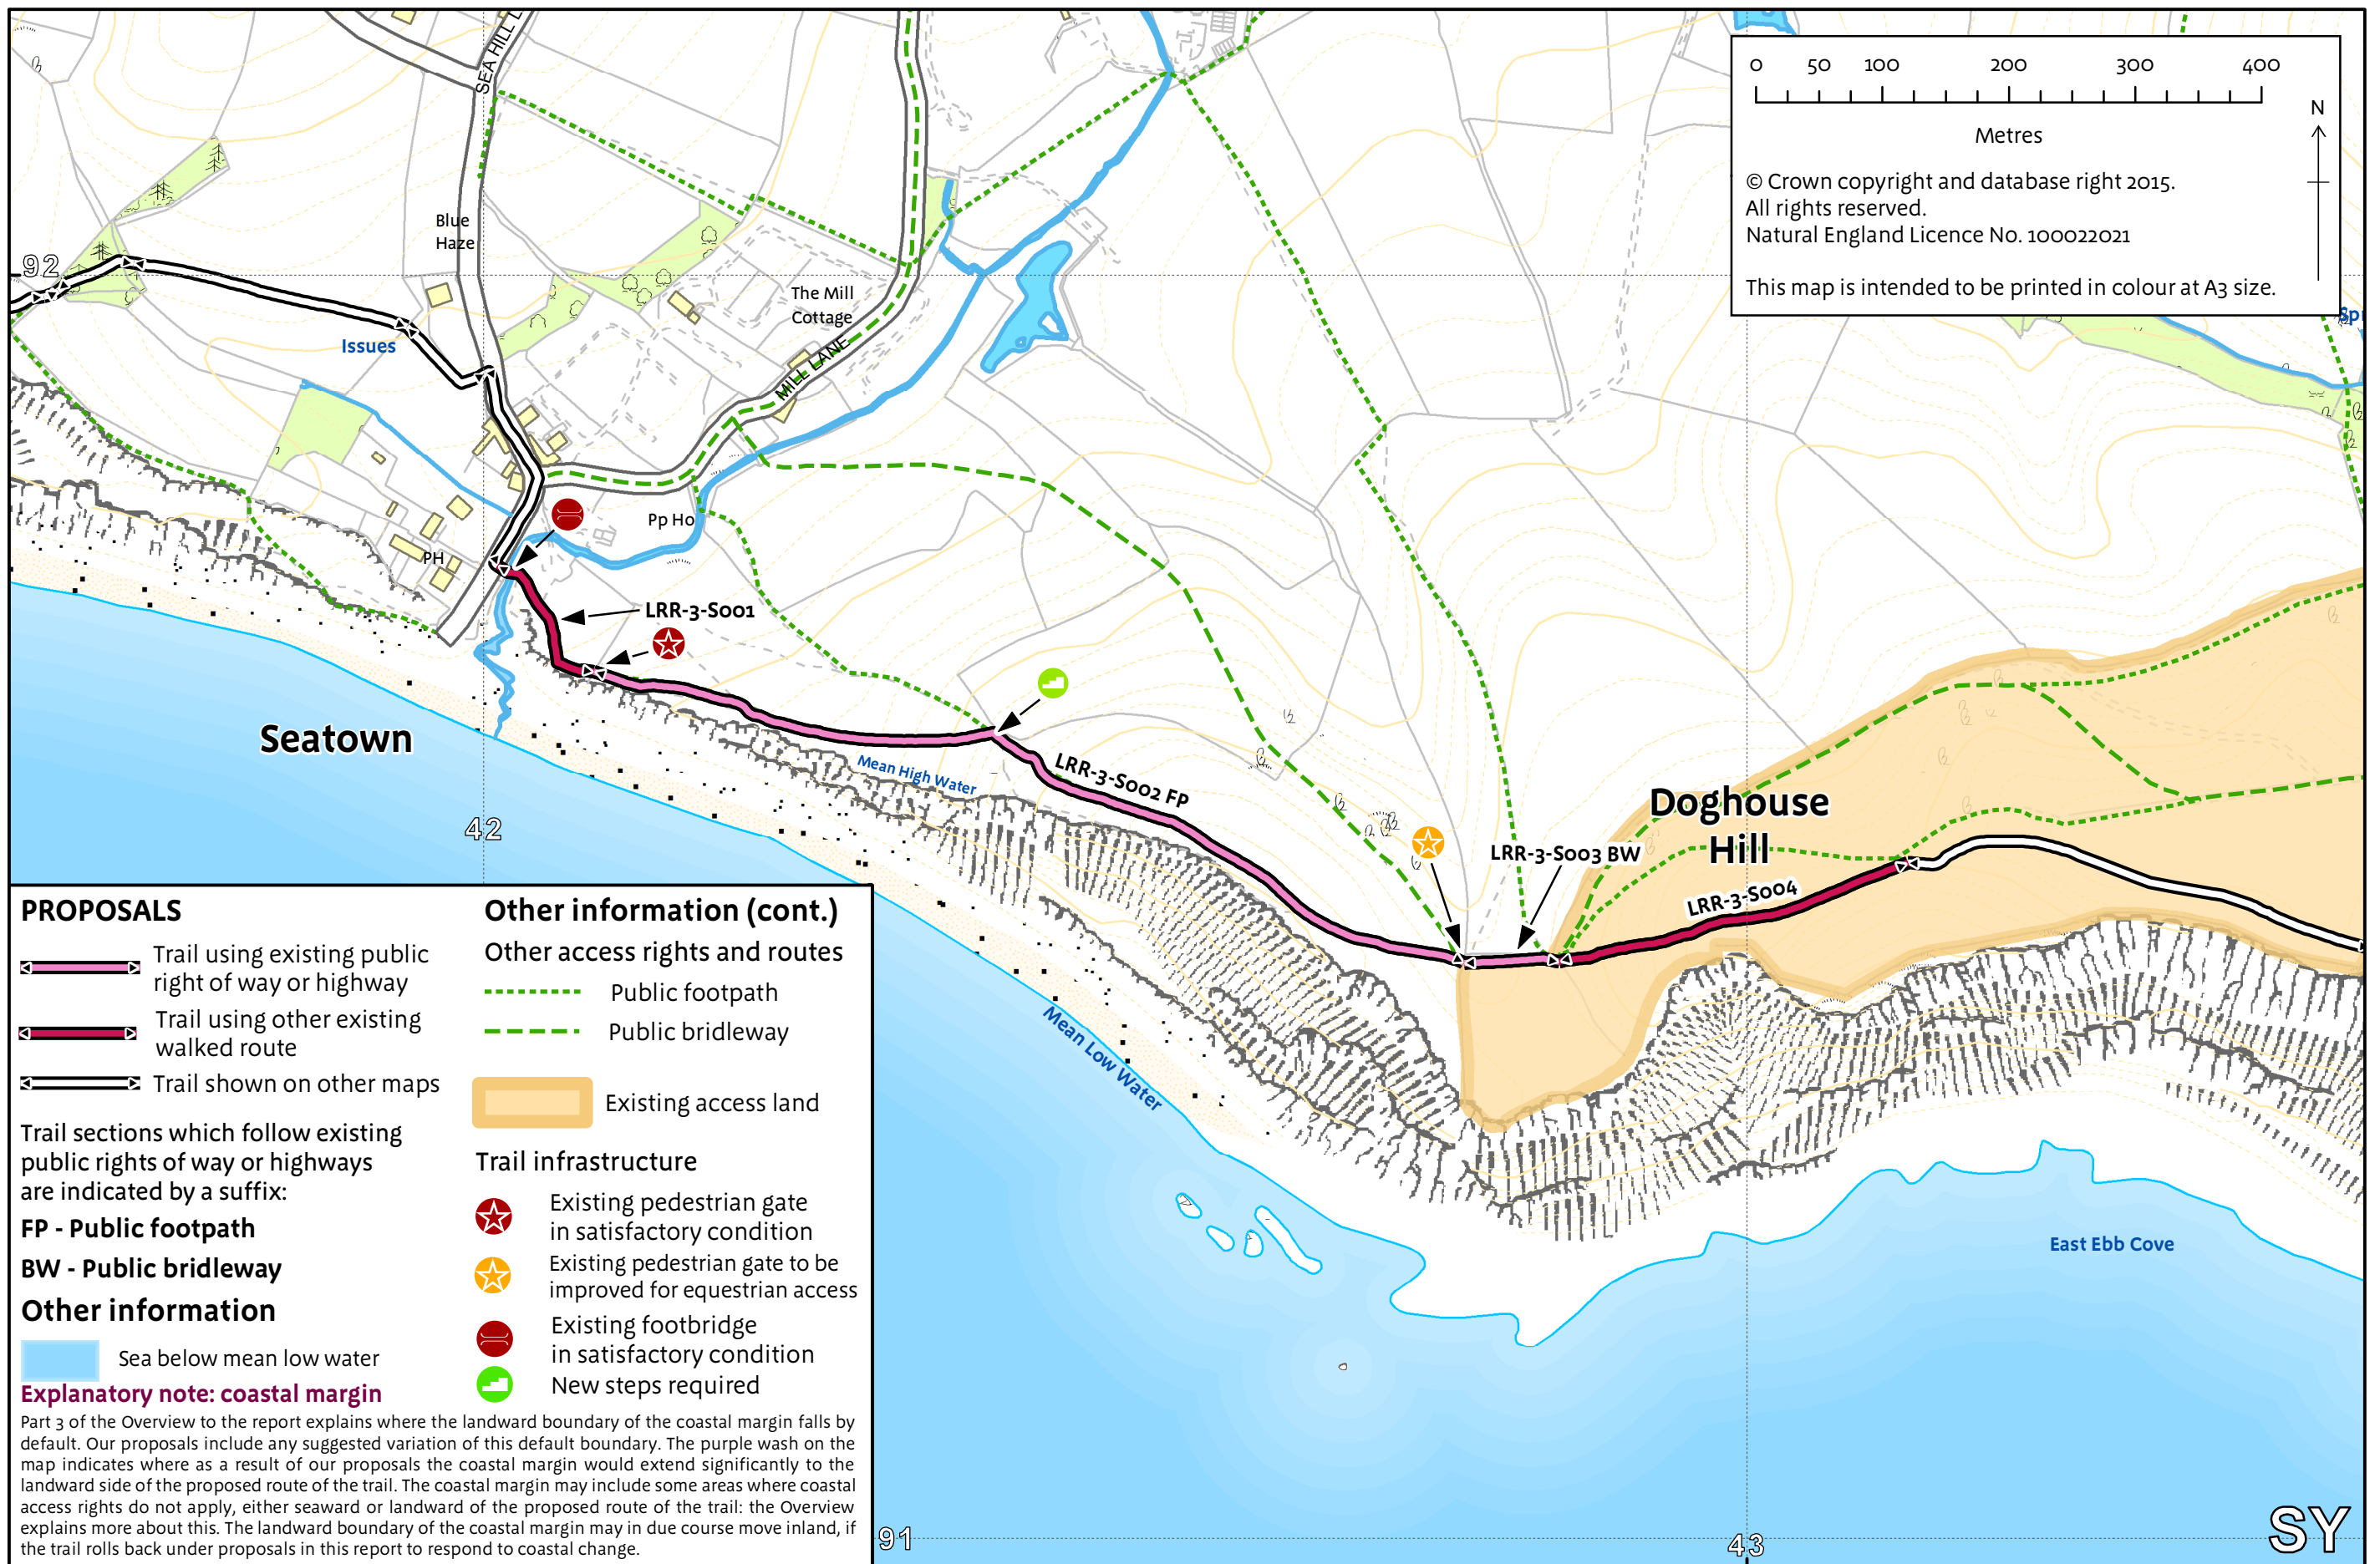 SEA HILL L
0 50 100 200 300 400
Metres
N
© Crown copyright and database right 2015.
All rights reserved.
Natural England Licence No. 100022021
This map is intended to be printed in colour at A3 size.
Blue
Haze
92
The Mill
Cottage
Issues
MILL LANE
Spr
Pp Ho
PH
LRR-3-S001
Seatown
Mean High Water
LRR-3-S002 FP
42
Doghouse
Hill
LRR-3-S003 BW
LRR-3-S004
Mean Low Water
East Ebb Cove
91
43
SY
PROPOSALS
Trail using existing public
right of way or highway
Trail using other existing
walked route
Trail shown on other maps
Trail sections which follow existing
public rights of way or highways
are indicated by a suffix:
FP - Public footpath
BW - Public bridleway
Other information
Sea below mean low water
Other information (cont.)
Other access rights and routes
Public footpath
Public bridleway
Existing access land
Trail infrastructure
Existing pedestrian gate
in satisfactory condition
Existing pedestrian gate to be
improved for equestrian access
Existing footbridge
in satisfactory condition
New steps required
Explanatory note: coastal margin
Part 3 of the Overview to the report explains where the landward boundary of the coastal margin falls by
default. Our proposals include any suggested variation of this default boundary. The purple wash on the
map indicates where as a result of our proposals the coastal margin would extend significantly to the
landward side of the proposed route of the trail. The coastal margin may include some areas where coastal
access rights do not apply, either seaward or landward of the proposed route of the trail: the Overview
explains more about this. The landward boundary of the coastal margin may in due course move inland, if
the trail rolls back under proposals in this report to respond to coastal change.